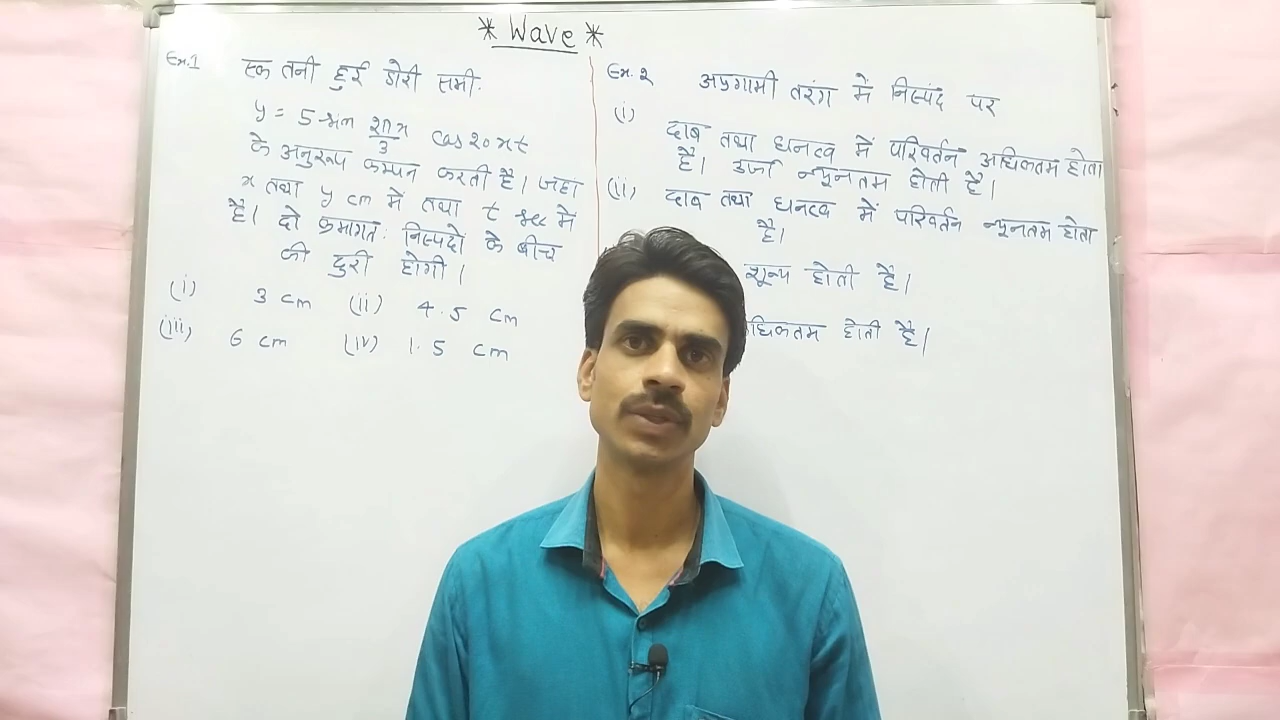 * Wave *
Ex.1 एक तनी हुई डोरी समी.
y = 5 sin 2πx/3 cos 20πt
के अनुरूप कम्पन करती है। जहां
x तथा y cm में तथा t sec में
है। दो क्रमागत: निस्पदो के बीच
की दुरी होगी।
(i) 3 cm (ii) 4.5 cm
(iii) 6 cm (iv) 1.5 cm
Ex. 2 अप्रगामी तरंग में निस्पंद पर
(i) दाब तथा घनत्व में परिवर्तन अधिकतम होता
है। उर्जा न्यूनतम होती है।
(ii) दाब तथा घनत्व में परिवर्तन न्यूनतम होता
है।
शून्य होती है।
होती है।